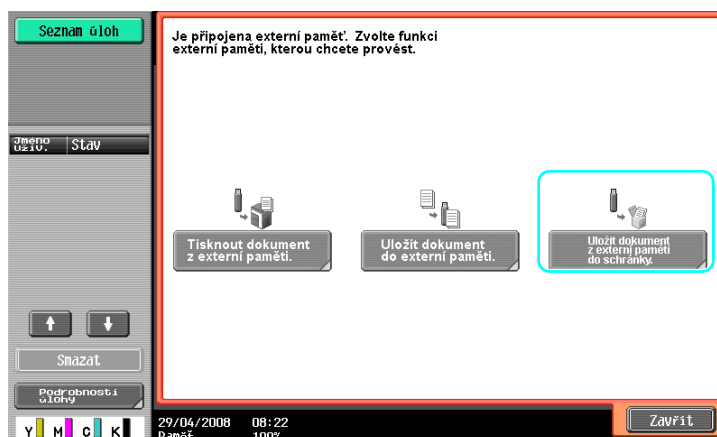 Seznam úloh
Je připojena externí paměť. Zvolte funkci
externí paměti, kterou chcete provést.
Jméno
uživ.
Stav
Tisknout dokument
z externí paměti.
Uložit dokument
do externí paměti.
Uložit dokument
z externí paměti
do schránky.
Smazat
Podrobnosti
úlohy
Zavřít
Y M C K
29/04/2008 08:22
Paměť 100%